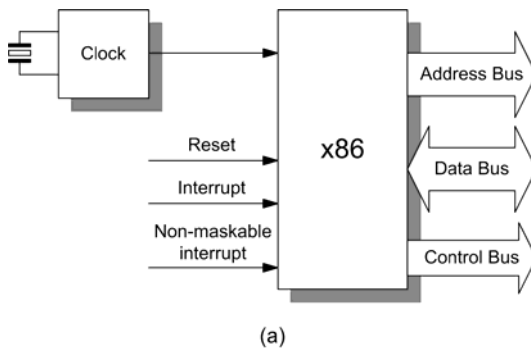 Clock
Address Bus
Reset
x86
Data Bus
Interrupt
Non-maskable
interrupt
Control Bus
(a)